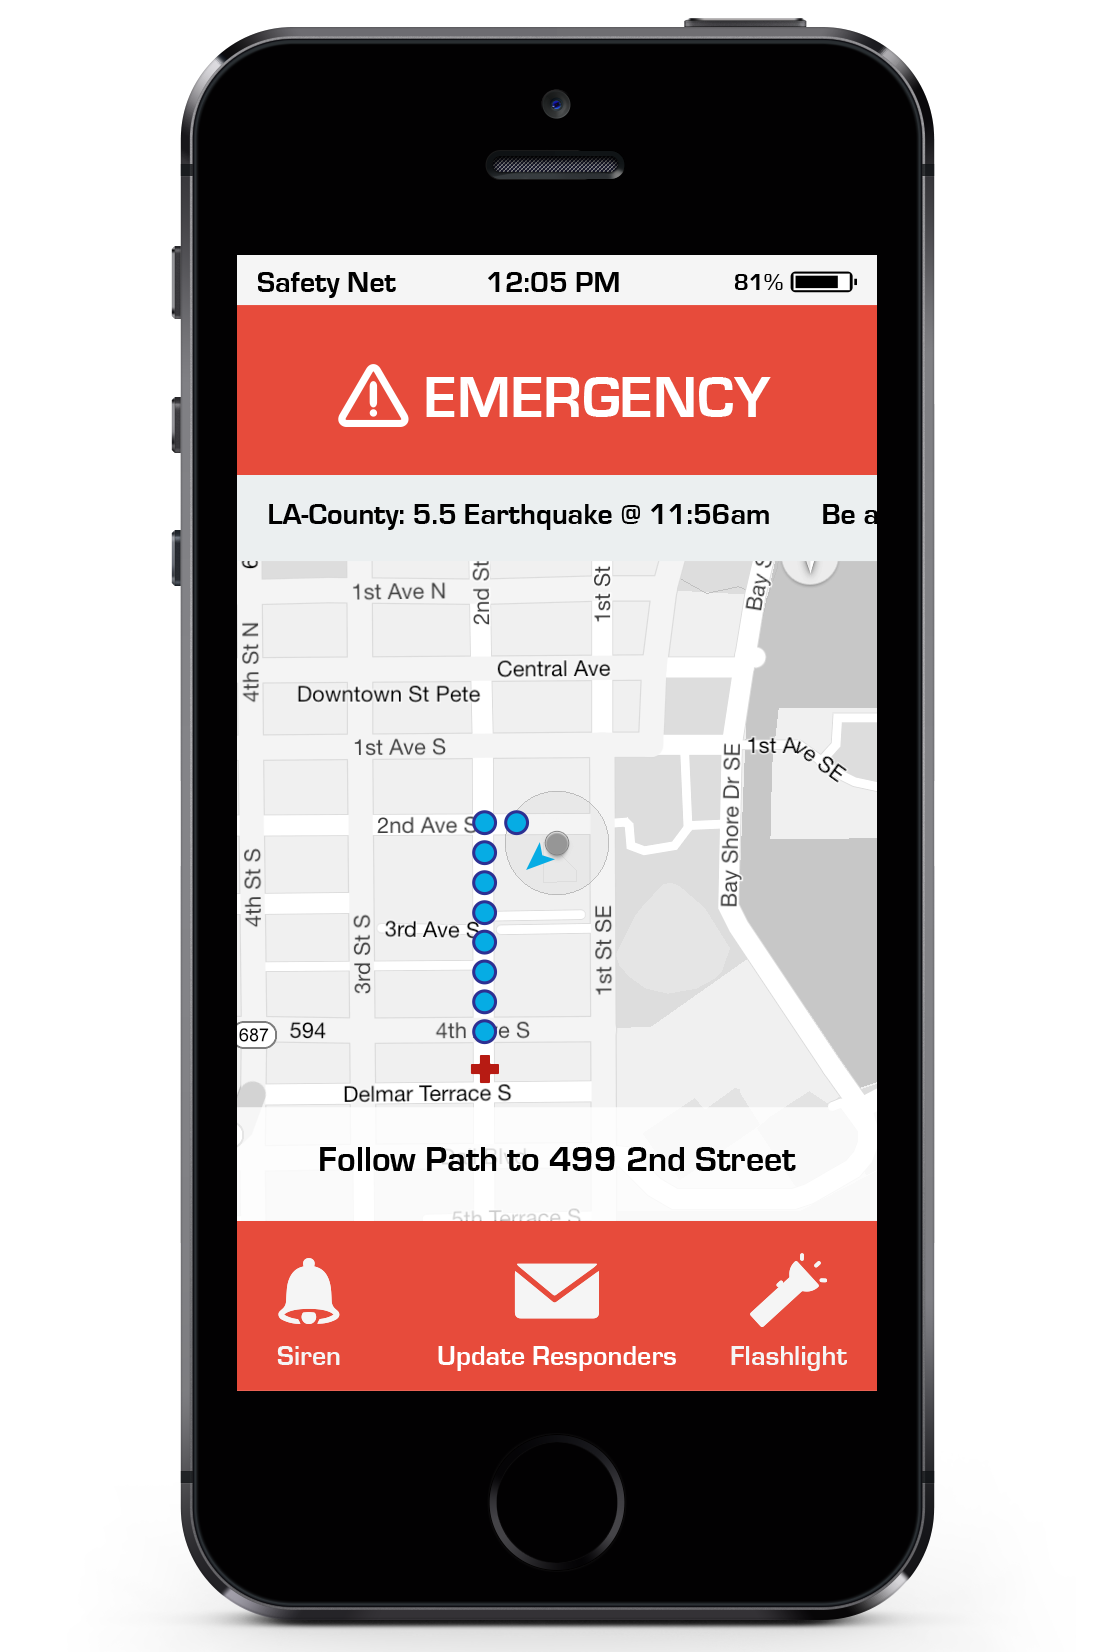 Safety Net 12:05 PM 81%
EMERGENCY
LA-County: 5.5 Earthquake @ 11:56am Be a
1st Ave N
2nd St
1st St
Bay S
4th St N
Central Ave
Downtown St Pete
1st Ave S
1st Ave SE
Bay Shore Dr SE
2nd Ave S
4th St S
3rd Ave S
3rd St S
1st St SE
687 594 4th ve S
Delmar Terrace S
Follow Path to 499 2nd Street
5th Terrace S
Siren Update Responders Flashlight